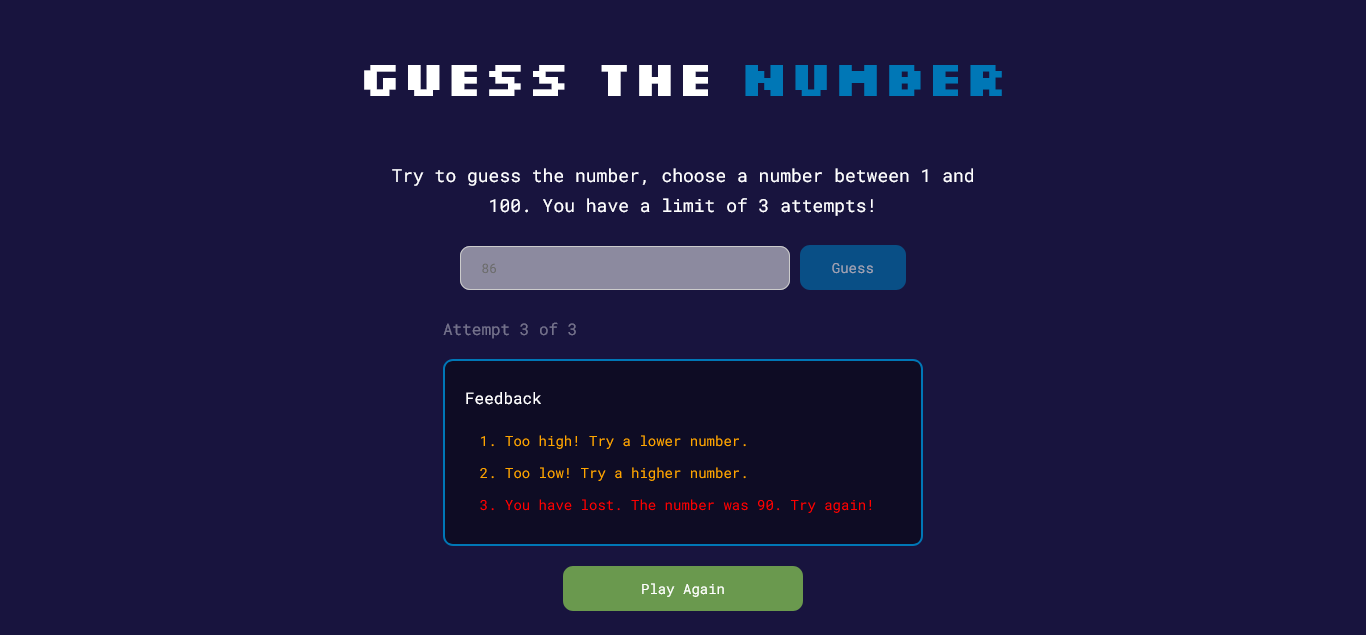 GUESS THE NUMBER
Try to guess the number, choose a number between 1 and
100. You have a limit of 3 attempts!
86
Guess
Attempt 3 of 3
Feedback
1. Too high! Try a lower number.
2. Too low! Try a higher number.
3. You have lost. The number was 90. Try again!
Play Again